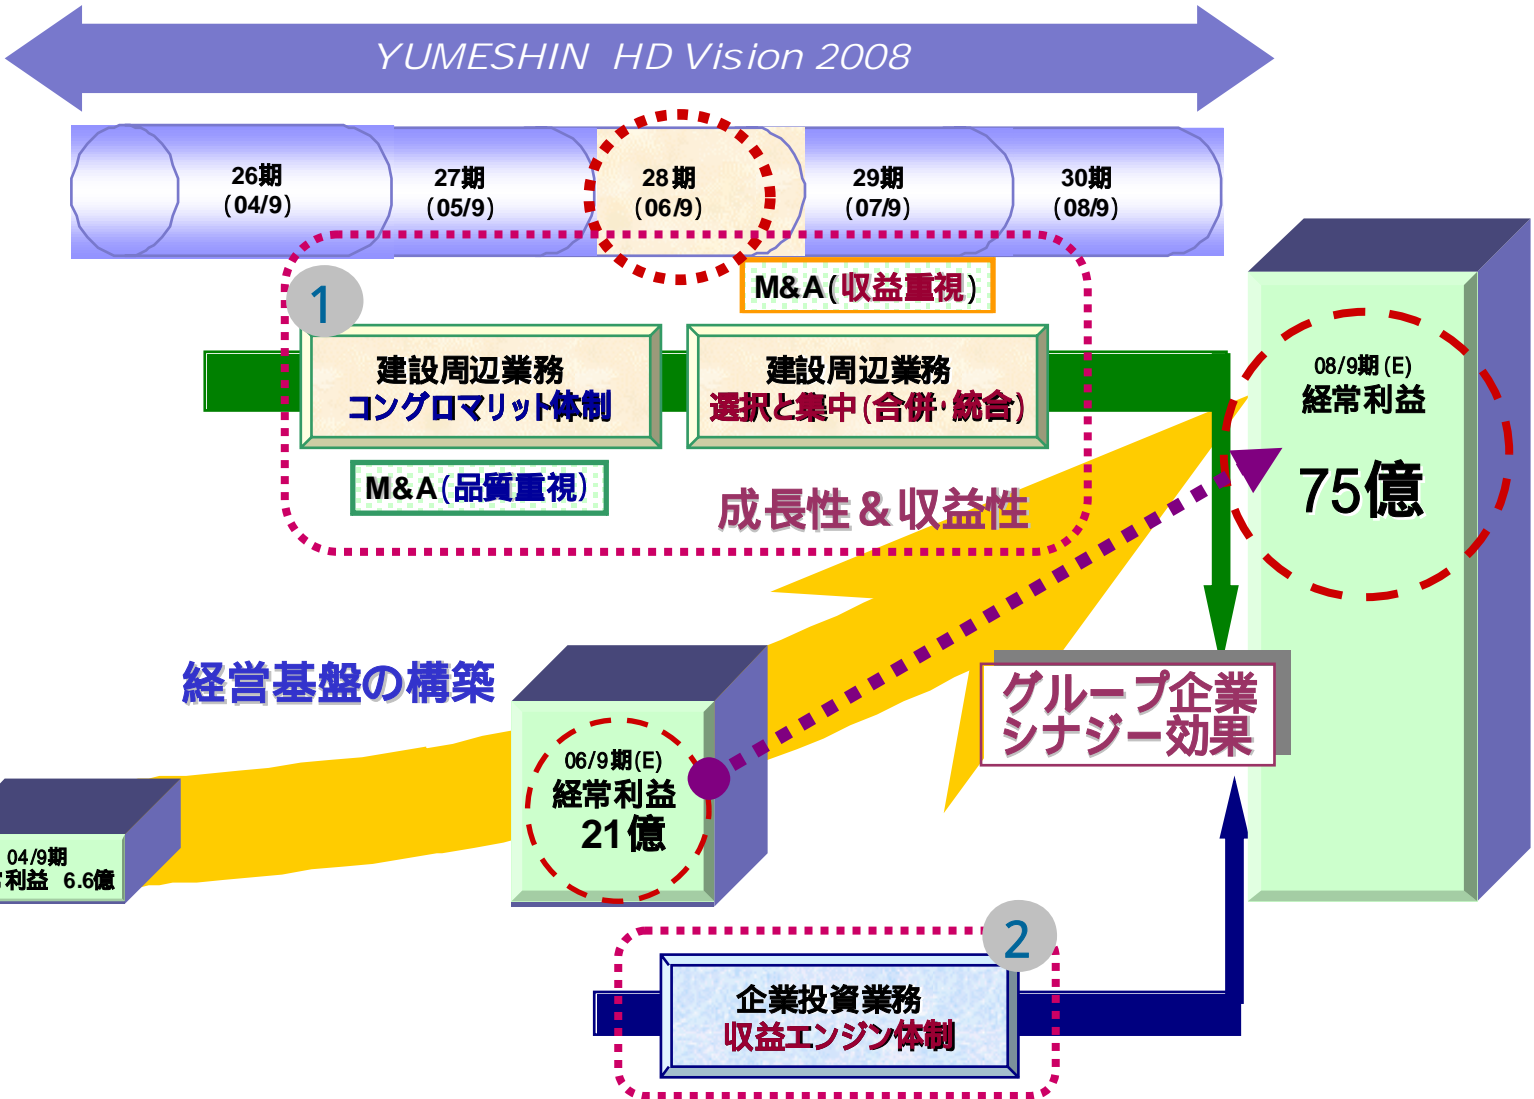 YUMESHIN HD Vision 2008
26期
(04/9)
27期
(05/9)
28期
(06/9)
29期
(07/9)
30期
(08/9)
M&A(収益重視)
1
建設周辺業務
コングロマリット体制
建設周辺業務
選択と集中(合併・統合)
M&A(品質重視)
成長性&収益性
08/9期(E)
経常利益
75億
経営基盤の構築
グループ企業
シナジー効果
06/9期(E)
経常利益
21億
04/9期
利益 6.6億
2
企業投資業務
収益エンジン体制